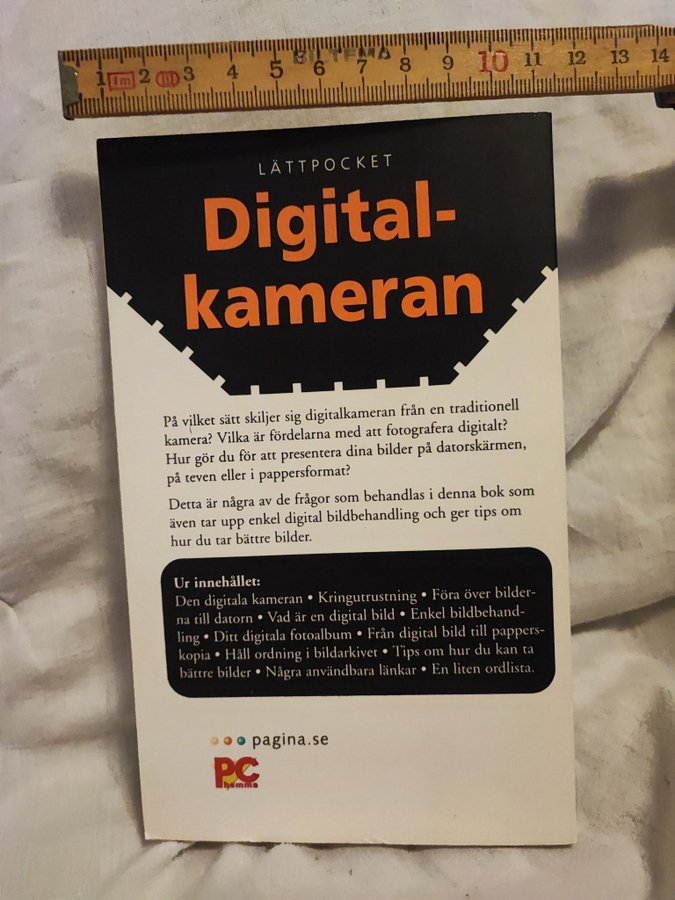 1 1m 2 III 3 4 5 6 7 8 9 10 11 12 13 14
BILTEMA
LÄTTPOCKET
Digital-
kameran
På vilket sätt skiljer sig digitalkameran från en traditionell
kamera? Vilka är fördelarna med att fotografera digitalt?
Hur gör du för att presentera dina bilder på datorskärmen,
på teven eller i pappersformat?
Detta är några av de frågor som behandlas i denna bok som
även tar upp enkel digital bildbehandling och ger tips om
hur du tar bättre bilder.
Ur innehållet:
Den digitala kameran • Kringutrustning • Föra över bilder-
na till datorn • Vad är en digital bild • Enkel bildbehand-
ling • Ditt digitala fotoalbum • Från digital bild till pappers-
kopia • Håll ordning i bildarkivet • Tips om hur du kan ta
bättre bilder • Några användbara länkar • En liten ordlista.
pagina.se
PC
hemma